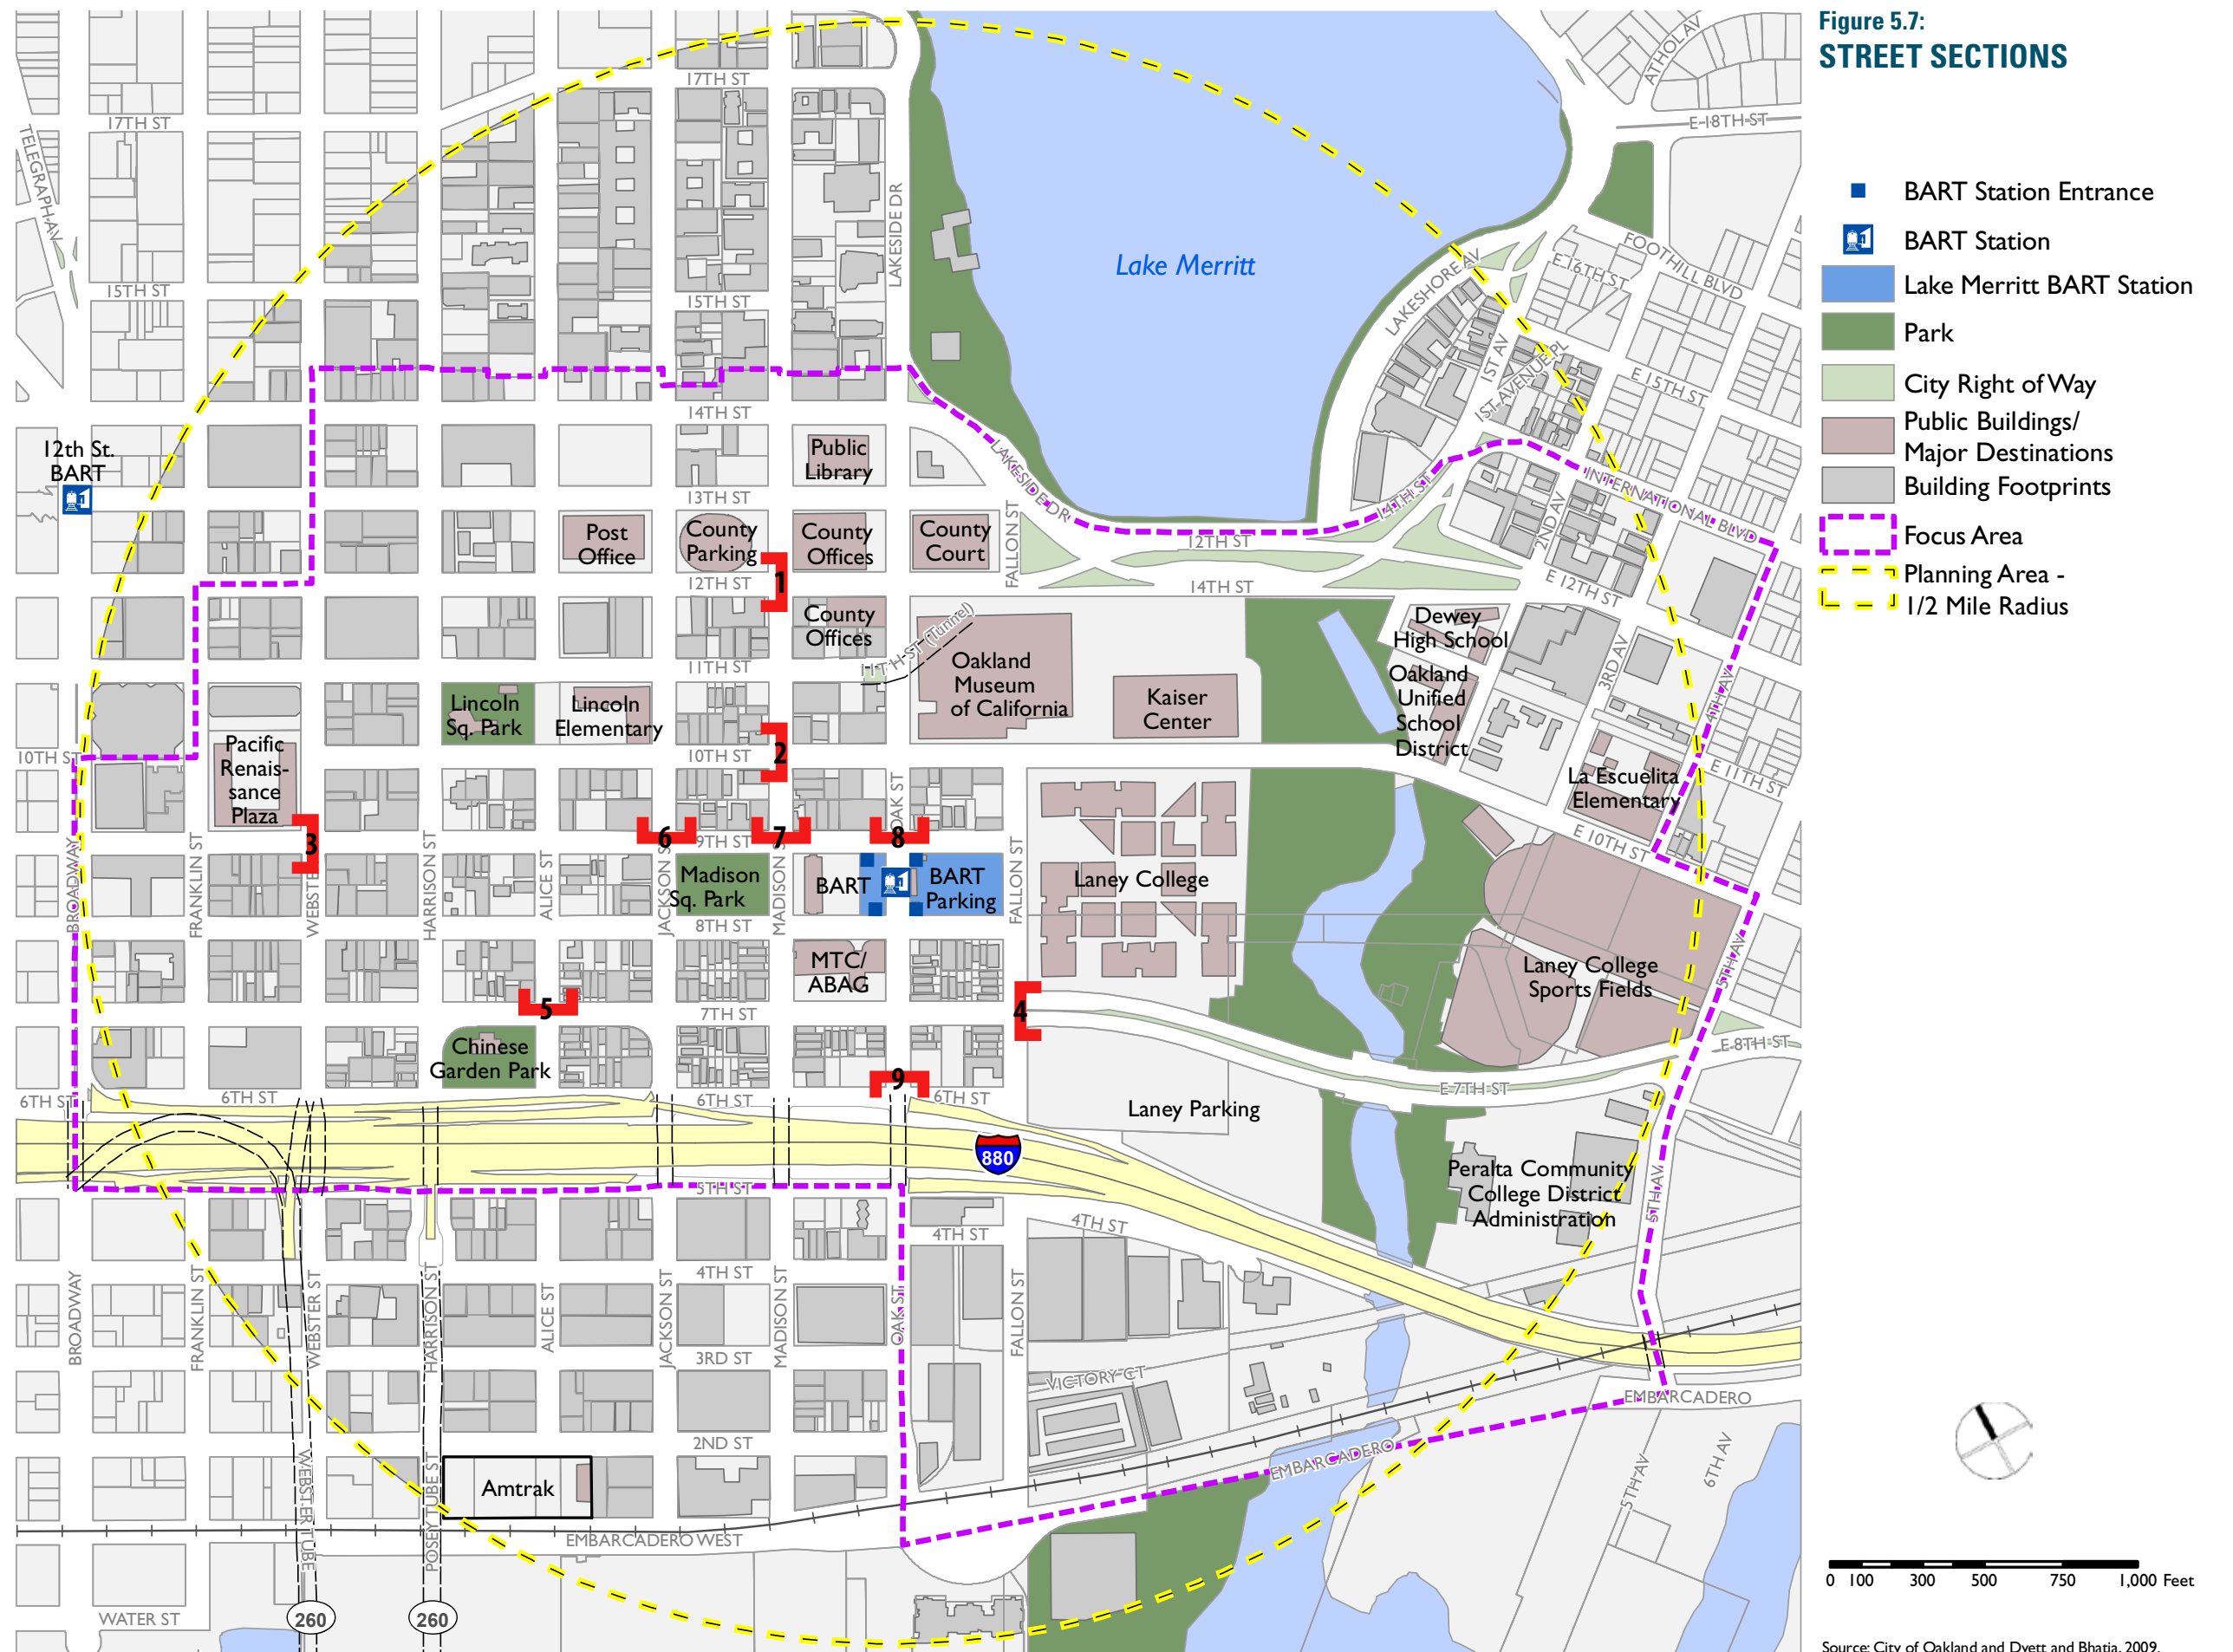 Figure 5.7:
STREET SECTIONS
BART Station Entrance
BART Station
Lake Merritt BART Station
Park
City Right of Way
Public Buildings/
Major Destinations
Building Footprints
Focus Area
Planning Area -
1/2 Mile Radius
17TH ST
17TH ST
TELEGRAPH AV
ATHOL AV
E 18TH ST
LAKESIDE DR
Lake Merritt
FOOTHILL BLVD
E 16TH ST
LAKESHORE AV
15TH ST
15TH ST
1ST AV
1ST AVENUE PL
E 15TH ST
14TH ST
12th St.
BART
Public
Library
LAKESIDE DR
14TH ST
INTERNATIONAL BLVD
2ND AV
13TH ST
Post
Office
County
Parking
County
Offices
County
Court
FALLON ST
12TH ST
12TH ST
1
14TH ST
E 12TH ST
County
Offices
11TH ST (Tunnel)
Dewey
High School
Oakland
Museum
of California
Kaiser
Center
Oakland
Unified
School
District
3RD AV
4TH AV
11TH ST
Lincoln
Sq. Park
Lincoln
Elementary
2
10TH ST
10TH ST
Pacific
Renais-
sance
Plaza
La Escuelita
Elementary
E 11TH ST
E 10TH ST
3
6
7
8
9TH ST
OAK ST
BROADWAY
FRANKLIN ST
WEBSTE
HARRISON ST
ALICE ST
JACKSON S
MADISON S
FALLON ST
Madison
Sq. Park
BART
BART
Parking
Laney College
8TH ST
MTC/
ABAG
Laney College
Sports Fields
5TH AV
5
7TH ST
4
E 8TH ST
Chinese
Garden Park
9
E 7TH ST
6TH ST
6TH ST
6TH ST
6TH ST
Laney Parking
880
Peralta Community
College District
Administration
5TH AV
5TH ST
4TH ST
4TH ST
4TH ST
BROADWAY
FRANKLIN ST
WEBSTER ST
HARRISON ST
ALICE ST
JACKSON ST
MADISON ST
OAK ST
FALLON ST
3RD ST
VICTORY CT
EMBARCADERO
2ND ST
EMBARCADERO
5TH AV
6TH AV
WEBSTER TUBE
POSEY TUBE ST
Amtrak
EMBARCADERO WEST
WATER ST
260
260
0 100 300 500 750 1,000 Feet
Source: City of Oakland and Dyett and Bhatia, 2009.